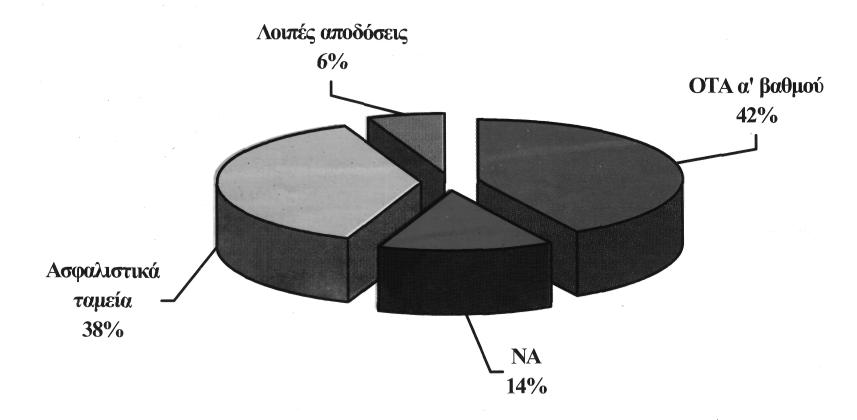 Λοιπές αποδόσεις
6%
ΟΤΑ α' βαθμού
42%
Ασφαλιστικά
ταμεία
38%
ΝΑ
14%